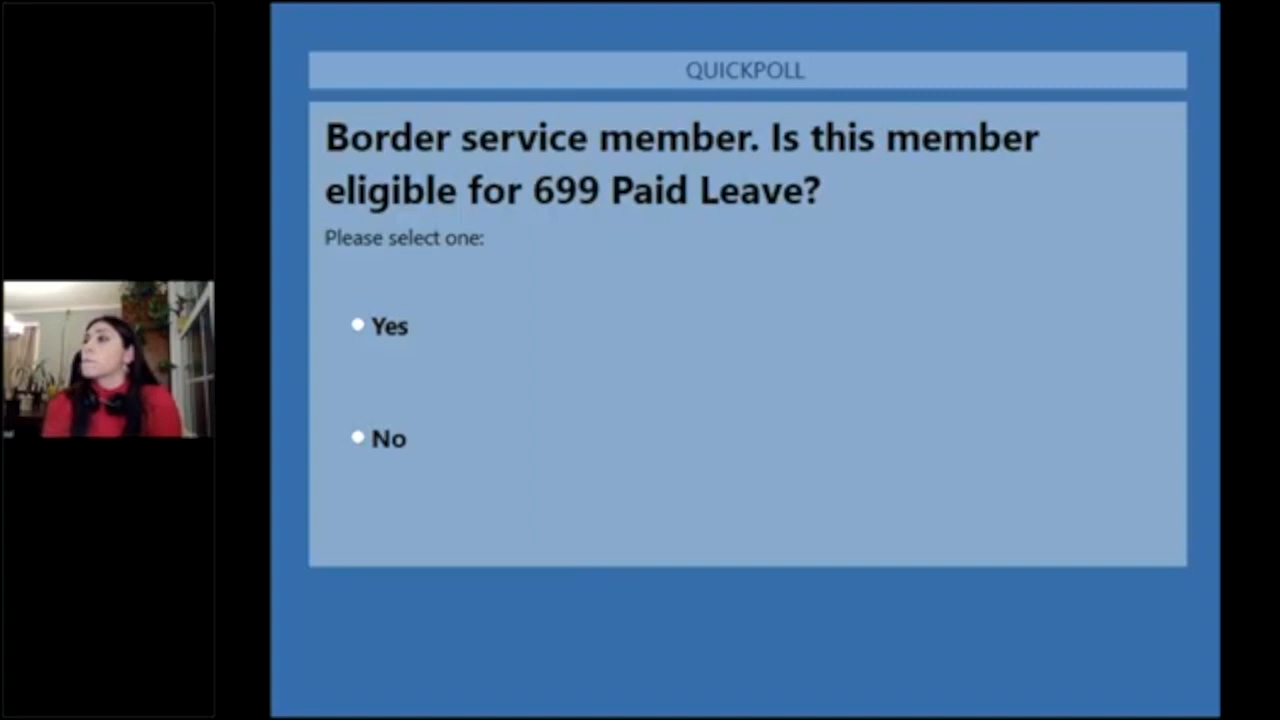 QUICKPOLL
Border service member. Is this member
eligible for 699 Paid Leave?
Please select one:
Yes
No